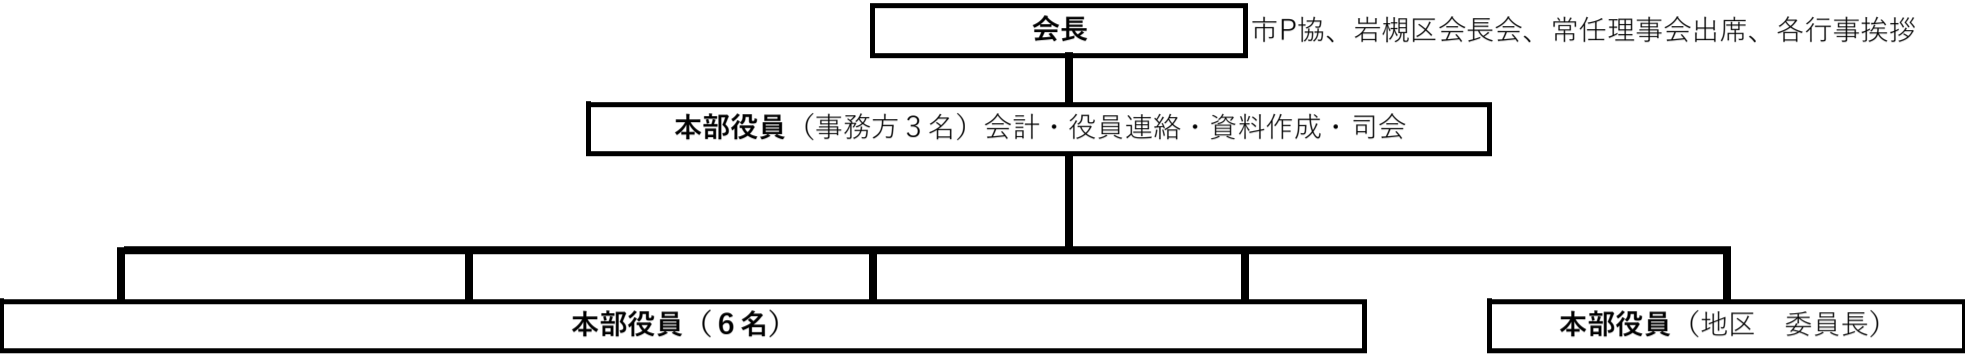 会長
市P協、岩槻区会長会、常任理事会出席、各行事挨拶
本部役員（事務方３名）会計・役員連絡・資料作成・司会
本部役員（６名）
本部役員（地区　委員長）